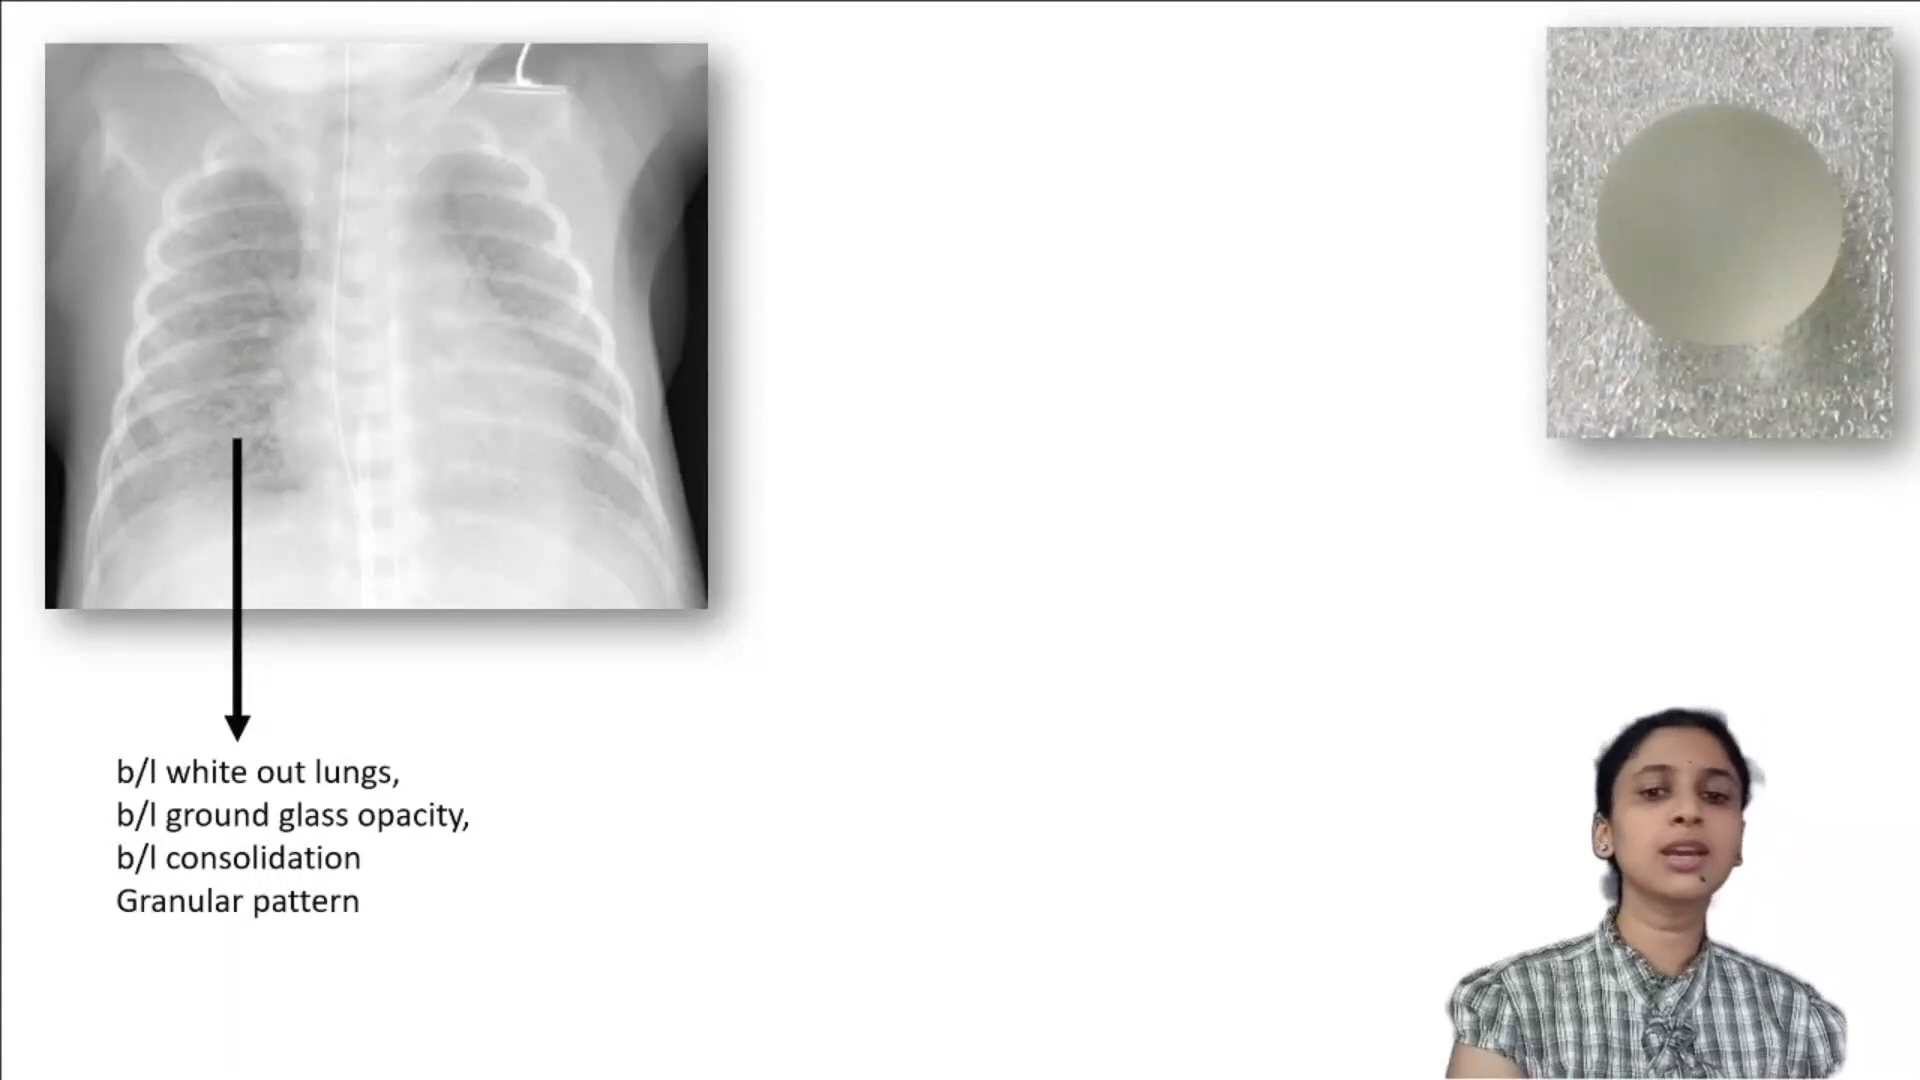 b/l white out lungs,
b/l ground glass opacity,
b/l consolidation
Granular pattern